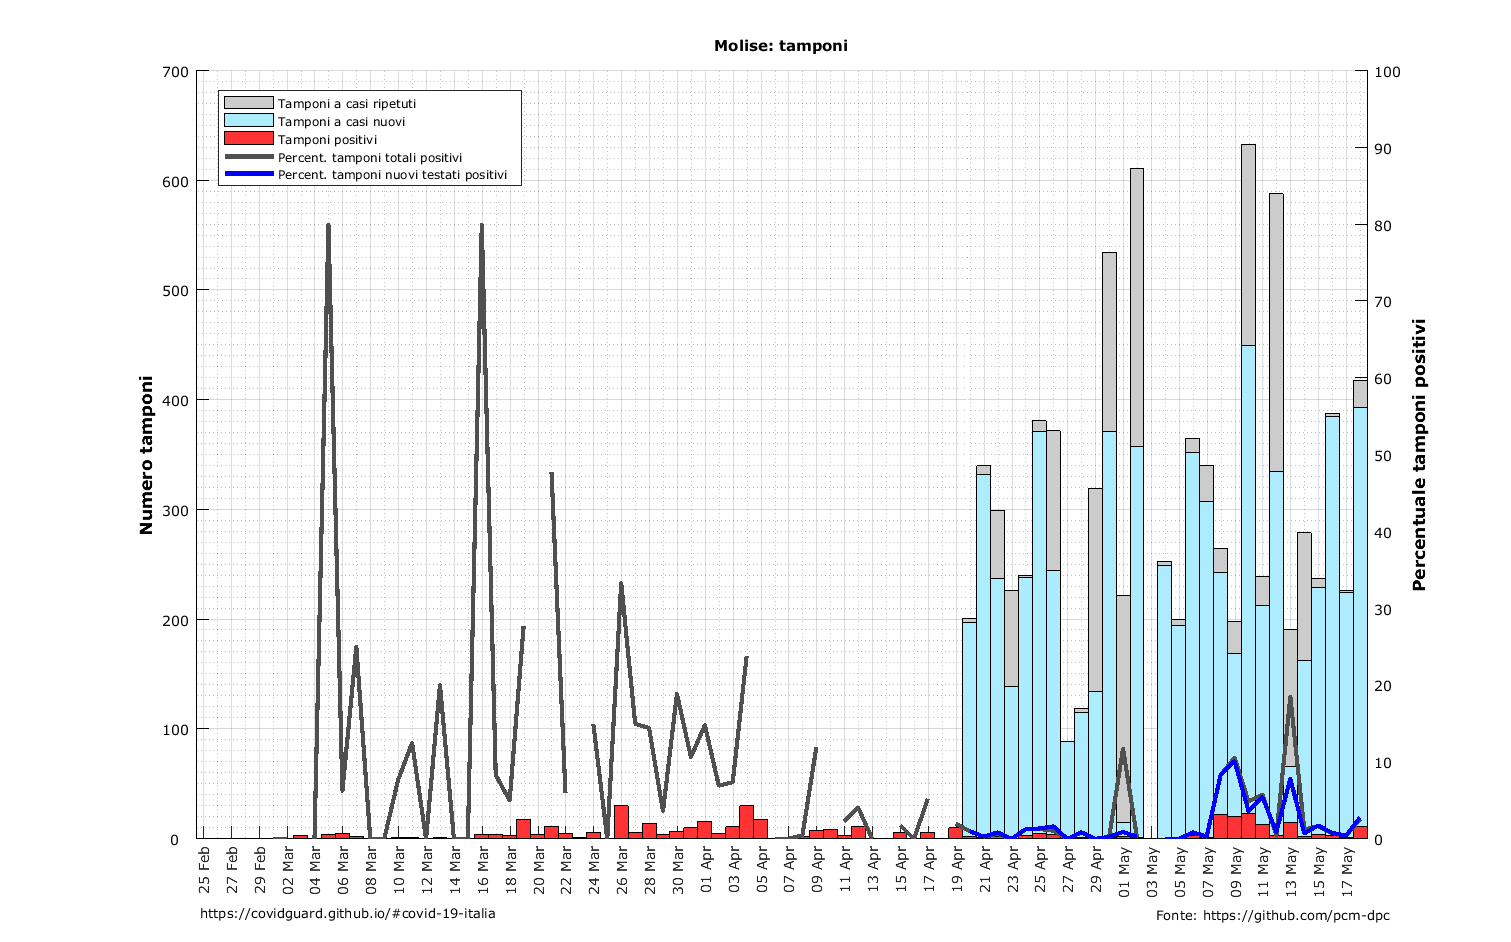 Molise: tamponi
Tamponi a casi ripetuti
Tamponi a casi nuovi
Tamponi positivi
Percent. tamponi totali positivi
Percent. tamponi nuovi testati positivi
Numero tamponi
700
600
500
400
300
200
100
0
Percentuale tamponi positivi
100
90
80
70
60
50
40
30
20
10
0
25 Feb
27 Feb
29 Feb
02 Mar
04 Mar
06 Mar
08 Mar
10 Mar
12 Mar
14 Mar
16 Mar
18 Mar
20 Mar
22 Mar
24 Mar
26 Mar
28 Mar
30 Mar
01 Apr
03 Apr
05 Apr
07 Apr
09 Apr
11 Apr
13 Apr
15 Apr
17 Apr
19 Apr
21 Apr
23 Apr
25 Apr
27 Apr
29 Apr
01 May
03 May
05 May
07 May
09 May
11 May
13 May
15 May
17 May
https://covidguard.github.io/#covid-19-italia
Fonte: https://github.com/pcm-dpc